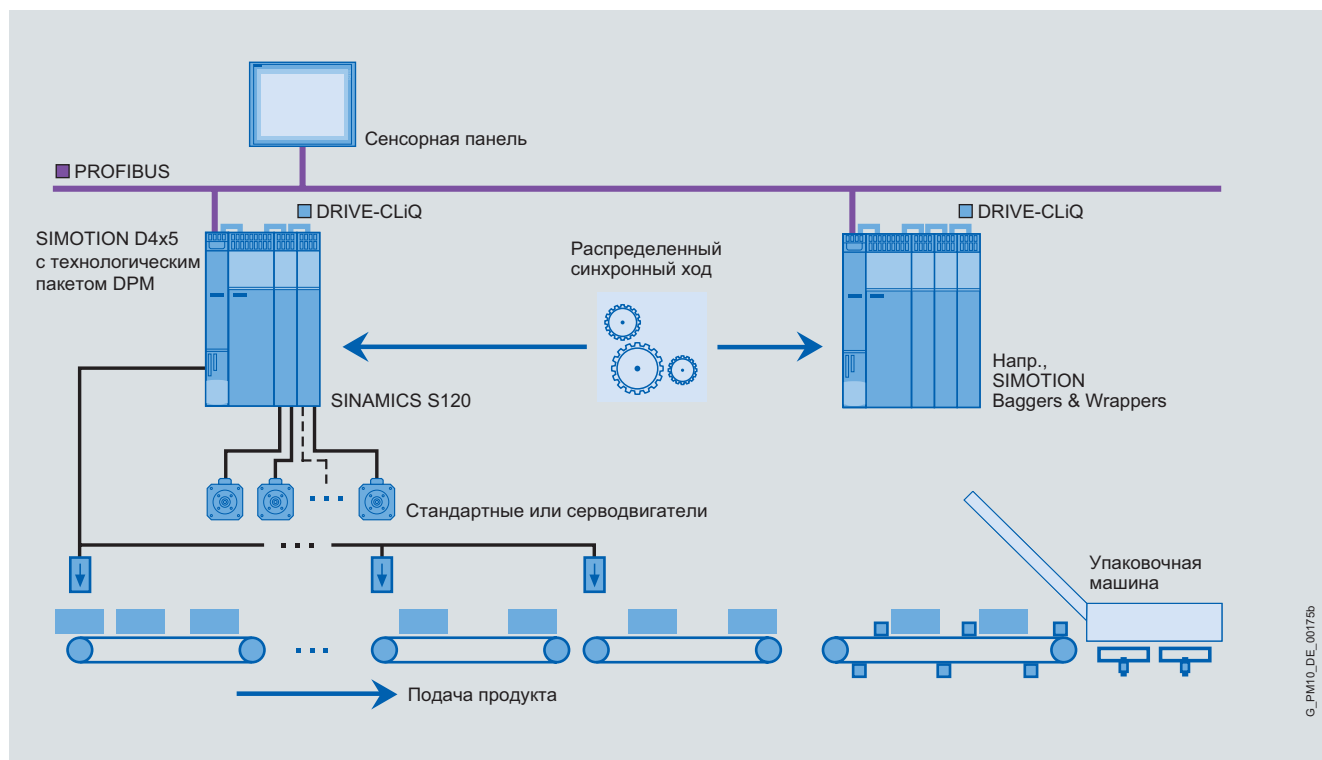 Сенсорная панель
PROFIBUS
DRIVE-CLiQ
DRIVE-CLiQ
SIMOTION D4x5
с технологическим
пакетом DPM
Распределенный
синхронный ход
Напр.,
SIMOTION
Baggers & Wrappers
SINAMICS S120
Стандартные или серводвигатели
Упаковочная
машина
Подача продукта
G_PM10_DE_00175b